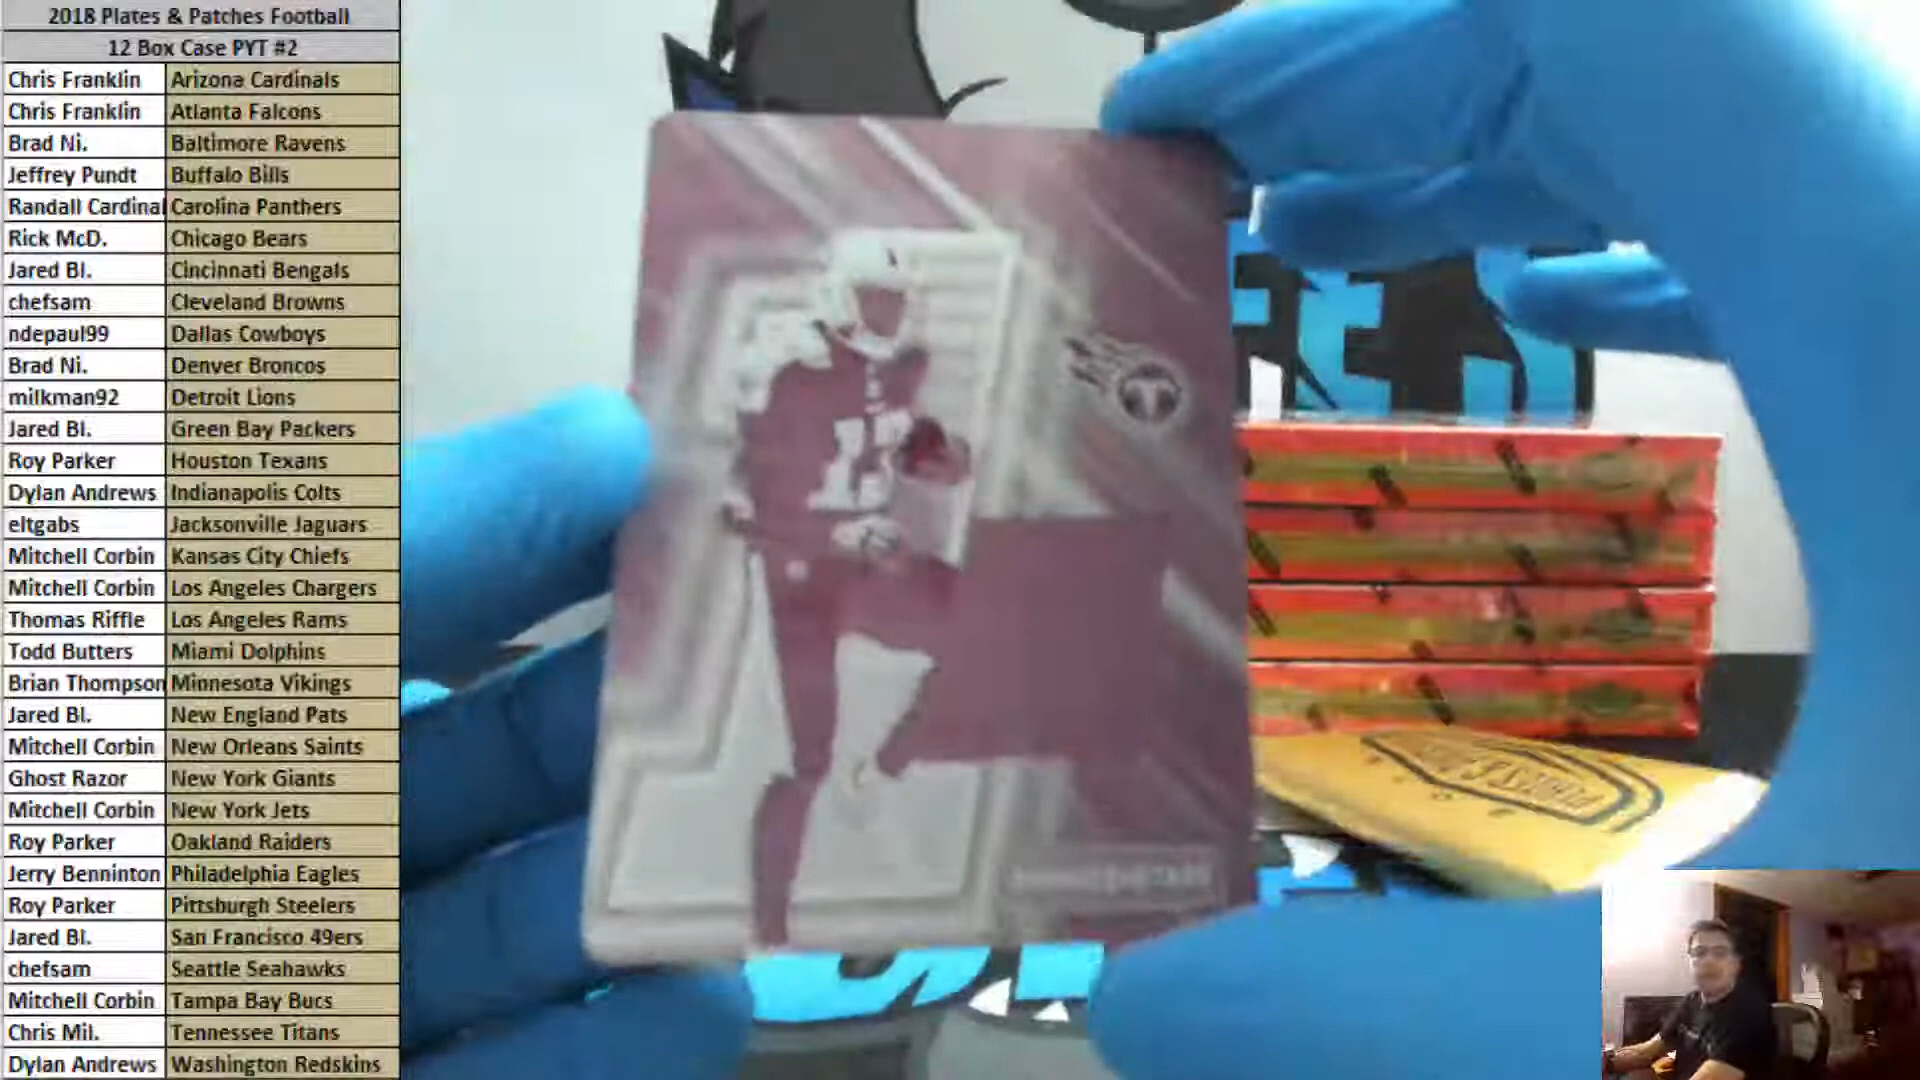 2018 Plates & Patches Football
12 Box Case PYT #2
Chris Franklin Arizona Cardinals
Chris Franklin Atlanta Falcons
Brad Ni. Baltimore Ravens
Jeffrey Pundt Buffalo Bills
Randall Cardinal Carolina Panthers
Rick McD. Chicago Bears
Jared Bl. Cincinnati Bengals
chefsam Cleveland Browns
ndepaul99 Dallas Cowboys
Brad Ni. Denver Broncos
milkman92 Detroit Lions
Jared Bl. Green Bay Packers
Roy Parker Houston Texans
Dylan Andrews Indianapolis Colts
eltgabs Jacksonville Jaguars
Mitchell Corbin Kansas City Chiefs
Mitchell Corbin Los Angeles Chargers
Thomas Riffle Los Angeles Rams
Todd Butters Miami Dolphins
Brian Thompson Minnesota Vikings
Jared Bl. New England Pats
Mitchell Corbin New Orleans Saints
Ghost Razor New York Giants
Mitchell Corbin New York Jets
Roy Parker Oakland Raiders
Jerry Benninton Philadelphia Eagles
Roy Parker Pittsburgh Steelers
Jared Bl. San Francisco 49ers
chefsam Seattle Seahawks
Mitchell Corbin Tampa Bay Bucs
Chris Mil. Tennessee Titans
Dylan Andrews Washington Redskins